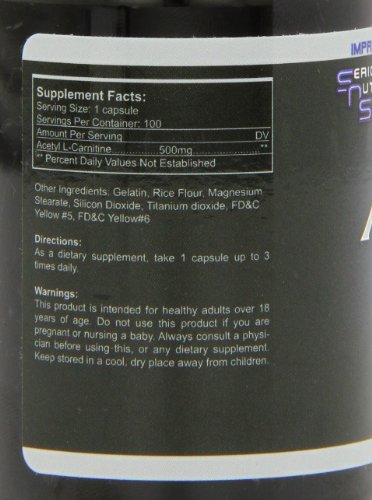 IMPR
Supplement Facts:
Serving Size: 1 capsule
Servings Per Container: 100
Amount Per Serving DV
Acetyl L-Carnitine.............500mg....................**
** Percent Daily Values Not Established
Other Ingredients: Gelatin, Rice Flour, Magnesium
Stearate, Silicon Dioxide, Titanium dioxide, FD&C
Yellow #5, FD&C Yellow#6
Directions:
As a dietary supplement, take 1 capsule up to 3
times daily.
Warnings:
This product is intended for healthy adults over 18
years of age. Do not use this product if you are
pregnant or nursing a baby. Always consult a physi-
cian before using this, or any dietary supplement.
Keep stored in a cool, dry place away from children.